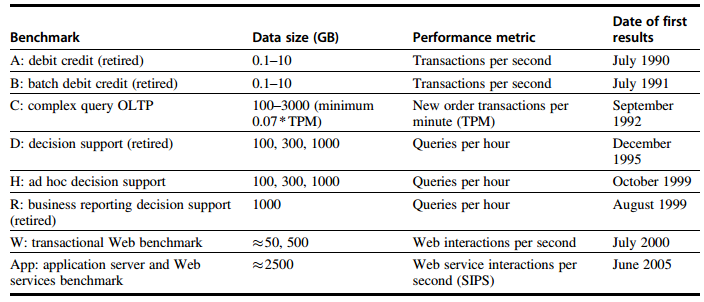 Benchmark Data size (GB) Performance metric Date of first results
A: debit credit (retired) 0.1–10 Transactions per second July 1990
B: batch debit credit (retired) 0.1–10 Transactions per second July 1991
C: complex query OLTP 100–3000 (minimum New order transactions per September
0.07 * TPM) minute (TPM) 1992
D: decision support (retired) 100, 300, 1000 Queries per hour December
1995
H: ad hoc decision support 100, 300, 1000 Queries per hour October 1999
R: business reporting decision support 1000 Queries per hour August 1999
(retired)
W: transactional Web benchmark ≈50, 500 Web interactions per second July 2000
App: application server and Web ≈2500 Web service interactions per June 2005
services benchmark second (SIPS)